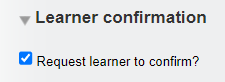 Learner confirmation
Request learner to confirm?